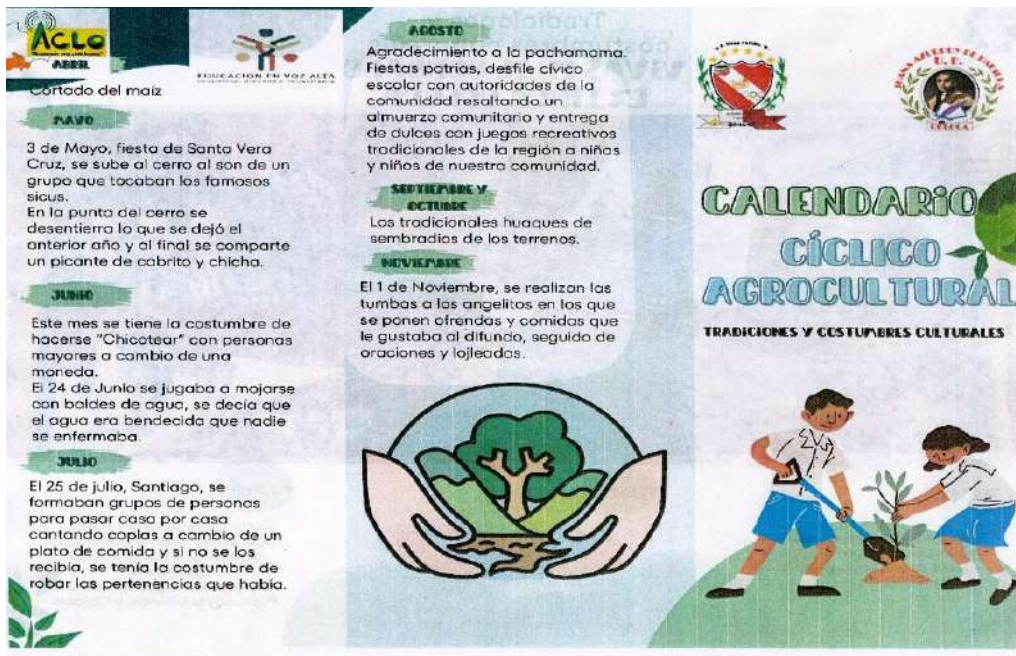 ACLO
ABRIL
EDUCACIÓN EN VOZ ALTA
Cortado del maíz
MAYO
3 de Mayo, fiesta de Santa Vera
Cruz, se sube al cerro al son de un
grupo que tocaban los famosos
sicus.
En la punta del cerro se
desentierra lo que se dejó el
anterior año y al final se comparte
un picante de cabrito y chicha.
JUNIO
Este mes se tiene la costumbre de
hacerse "Chicotear" con personas
mayores a cambio de una
moneda.
El 24 de Junio se jugaba a mojarse
con baldes de agua, se decía que
el agua era bendecida que nadie
se enfermaba.
JULIO
El 25 de julio, Santiago, se
formaban grupos de personas
para pasar casa por casa
cantando coplas a cambio de un
plato de comida y si no se los
recibía, se tenía la costumbre de
robar las pertenencias que había.
AGOSTO
Agradecimiento a la pachamama.
Fiestas patrias, desfile cívico
escolar con autoridades de la
comunidad resaltando un
almuerzo comunitario y entrega
de dulces con juegos recreativos
tradicionales de la región a niñas
y niños de nuestra comunidad.
SEPTIEMBRE Y
OCTUBRE
Los tradicionales huaques de
sembradíos de los terrenos.
NOVIEMBRE
El 1 de Noviembre, se realizan las
tumbas a los angelitos en los que
se ponen ofrendas y comidas que
le gustaba al difundo, seguido de
oraciones y lojleadas.
JUANA AZURDUY DE PADILLA
U. E.
CALENDARIO
CÍCLICO
AGROCULTURAL
TRADICIONES Y COSTUMBRES CULTURALES